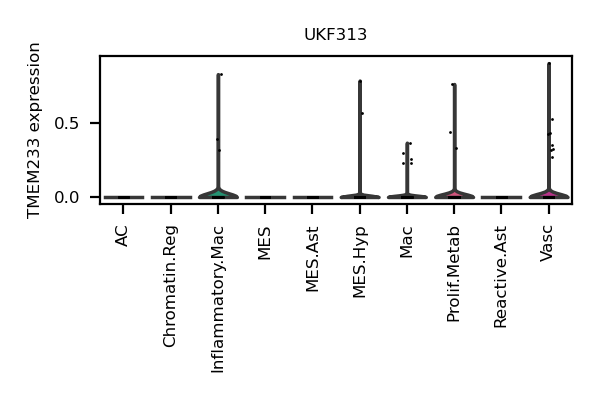 UKF313
TMEM233 expression
0.5
0.0
AC
Chromatin.Reg
Inflammatory.Mac
MES
MES.Ast
MES.Hyp
Mac
Prolif.Metab
Reactive.Ast
Vasc